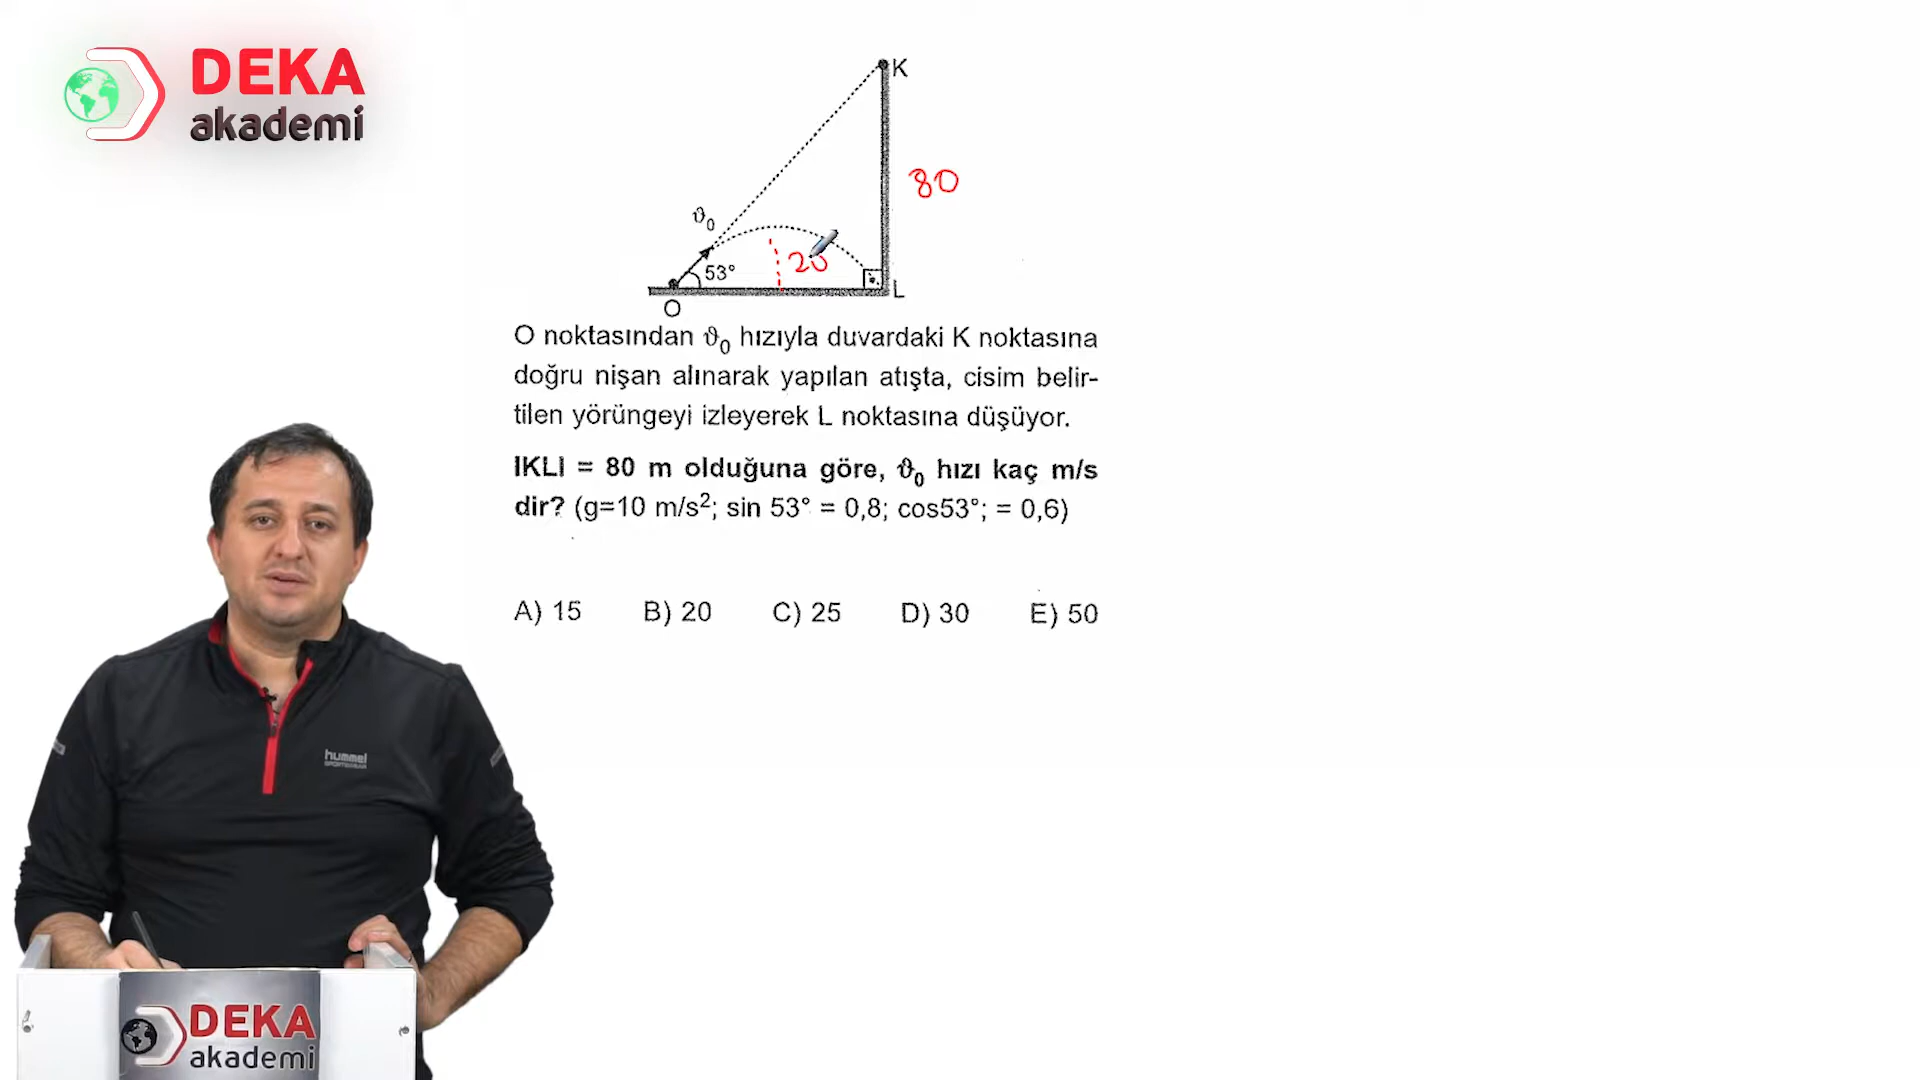 DEKA
akademi
K
80
ϑ0
53°
20
L
O
O noktasından ϑ0 hızıyla duvardaki K noktasına
doğru nişan alınarak yapılan atışta, cisim belir-
tilen yörüngeyi izleyerek L noktasına düşüyor.
IKLI = 80 m olduğuna göre, ϑ0 hızı kaç m/s
dir? (g=10 m/s²; sin 53° = 0,8; cos53°; = 0,6)
A) 15 B) 20 C) 25 D) 30 E) 50
hummel
SPORTSWEAR
DEKA
akademi